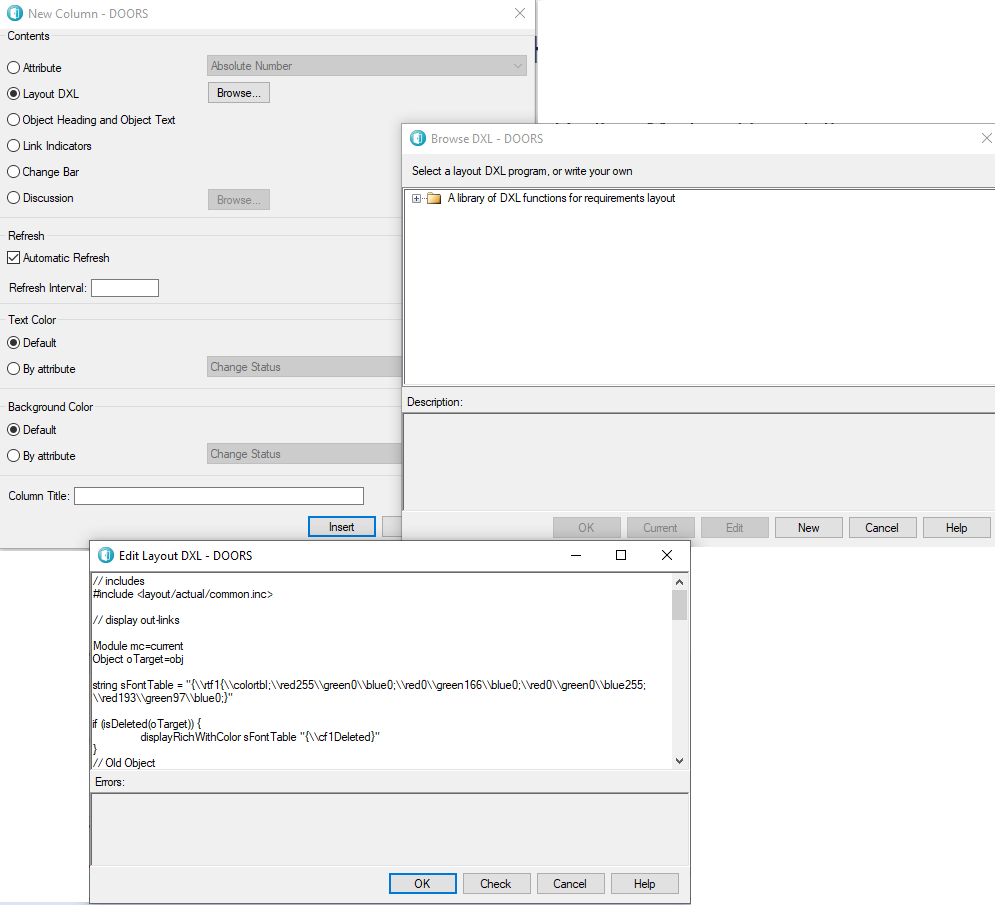 New Column - DOORS
Contents
Attribute
Absolute Number
Layout DXL
Browse...
Object Heading and Object Text
Link Indicators
Change Bar
Discussion
Browse...
Refresh
Automatic Refresh
Refresh Interval:
Text Color
Default
By attribute
Change Status
Background Color
Default
By attribute
Change Status
Column Title:
Insert
Browse DXL - DOORS
Select a layout DXL program, or write your own
A library of DXL functions for requirements layout
Description:
OK
Current
Edit
New
Cancel
Help
Edit Layout DXL - DOORS
// includes
#include <layout/actual/common.inc>
// display out-links
Module mc=current
Object oTarget=obj
string sFontTable = "{\\rtf1{\\colortbl;\\red255\\green0\\blue0;\\red0\\green166\\blue0;\\red0\\green0\\blue255;
\\red193\\green97\\blue0;}"
if (isDeleted(oTarget)) {
displayRichWithColor sFontTable "{\\cf1Deleted}"
}
// Old Object
Errors:
OK
Check
Cancel
Help